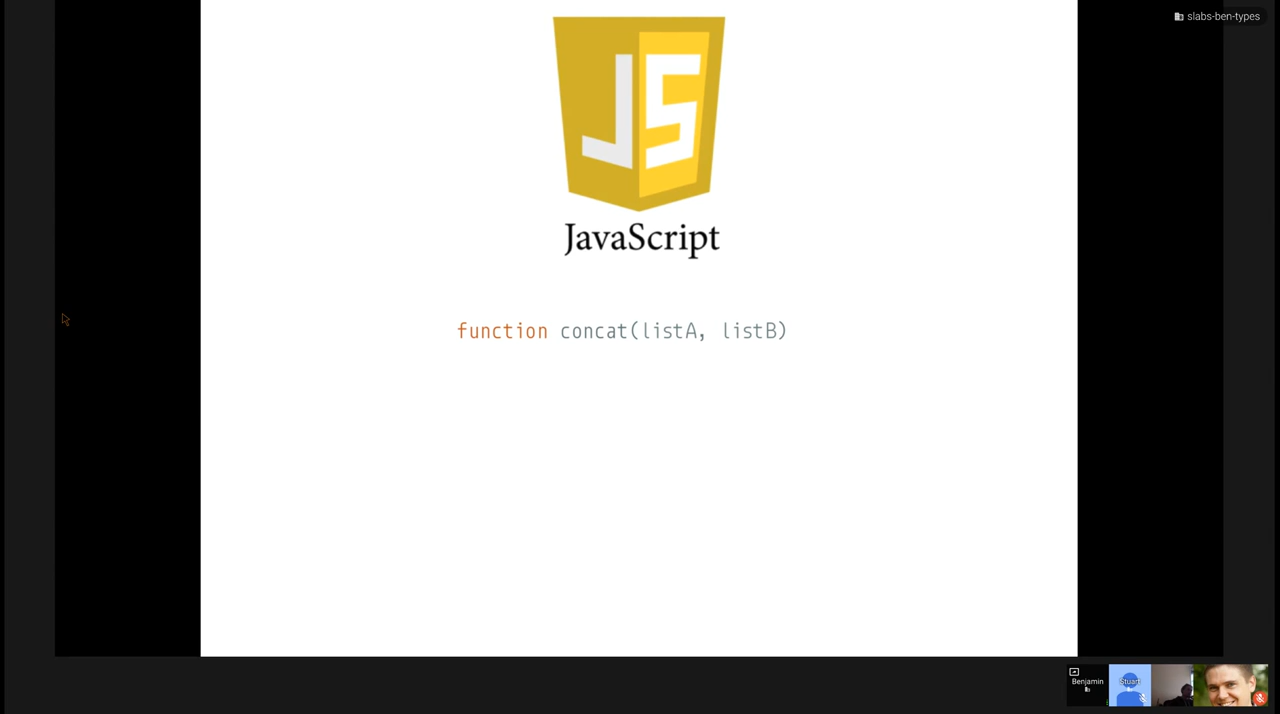 slabs-ben-types
JS
JavaScript
function concat(listA, listB)
Benjamin
Stuart